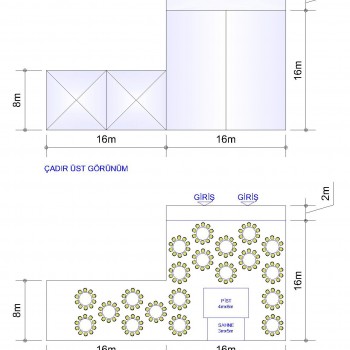 16m
8m
16m
16m
ÇADIR ÜST GÖRÜNÜM
GİRİŞ
GİRİŞ
2m
16m
8m
PİST
SAHNE
16m
16m